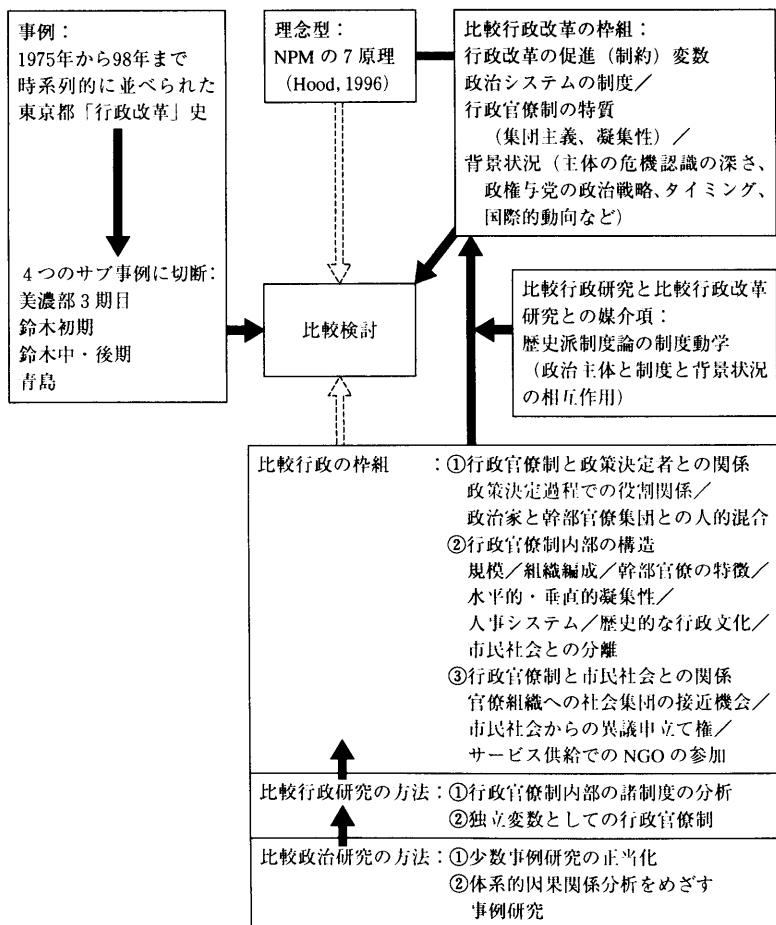 事例：
1975年から98年まで
時系列的に並べられた
東京都「行政改革」史
4つのサブ事例に切断：
美濃部3期目
鈴木初期
鈴木中・後期
青島
理念型：
NPMの7原理
（Hood, 1996）
比較行政改革の枠組：
行政改革の促進（制約）変数
政治システムの制度／
行政官僚制の特質
（集団主義、凝集性）／
背景状況（主体の危機認識の深さ、
政権与党の政治戦略、タイミング、
国際的動向など）
比較検討
比較行政研究と比較行政改革
研究との媒介項：
歴史派制度論の制度動学
（政治主体と制度と背景状況
の相互作用）
比較行政の枠組　：①行政官僚制と政策決定者との関係
政策決定過程での役割関係／
政治家と幹部官僚集団との人的混合
②行政官僚制内部の構造
規模／組織編成／幹部官僚の特徴／
水平的・垂直的凝集性／
人事システム／歴史的な行政文化／
市民社会との分離
③行政官僚制と市民社会との関係
官僚組織への社会集団の接近機会／
市民社会からの異議申立て権／
サービス供給でのNGOの参加
比較行政研究の方法：①行政官僚制内部の諸制度の分析
②独立変数としての行政官僚制
比較政治研究の方法：①少数事例研究の正当化
②体系的因果関係分析をめざす
事例研究